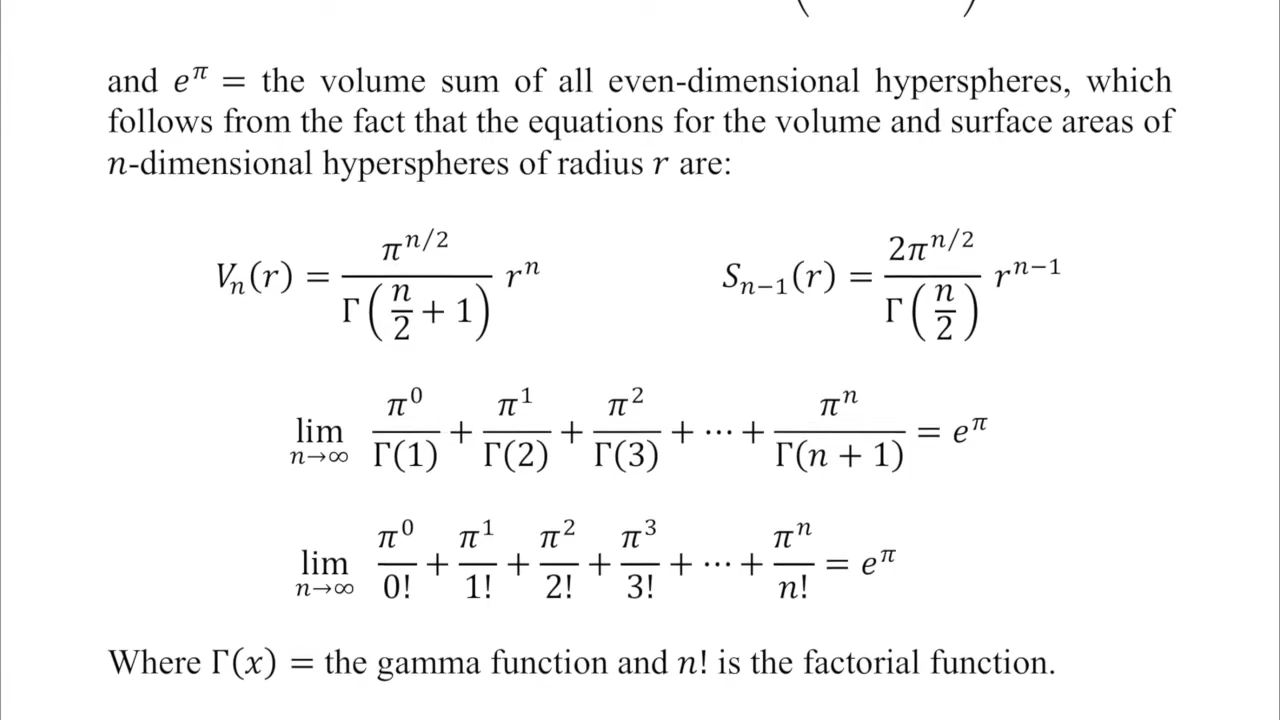 and e^π = the volume sum of all even-dimensional hyperspheres, which
follows from the fact that the equations for the volume and surface areas of
n-dimensional hyperspheres of radius r are:
V_n(r) = π^{n/2} / Γ(n/2 + 1) r^n    S_{n−1}(r) = 2π^{n/2} / Γ(n/2) r^{n−1}
lim_{n→∞} π^0/Γ(1) + π^1/Γ(2) + π^2/Γ(3) + ⋯ + π^n/Γ(n + 1) = e^π
lim_{n→∞} π^0/0! + π^1/1! + π^2/2! + π^3/3! + ⋯ + π^n/n! = e^π
Where Γ(x) = the gamma function and n! is the factorial function.